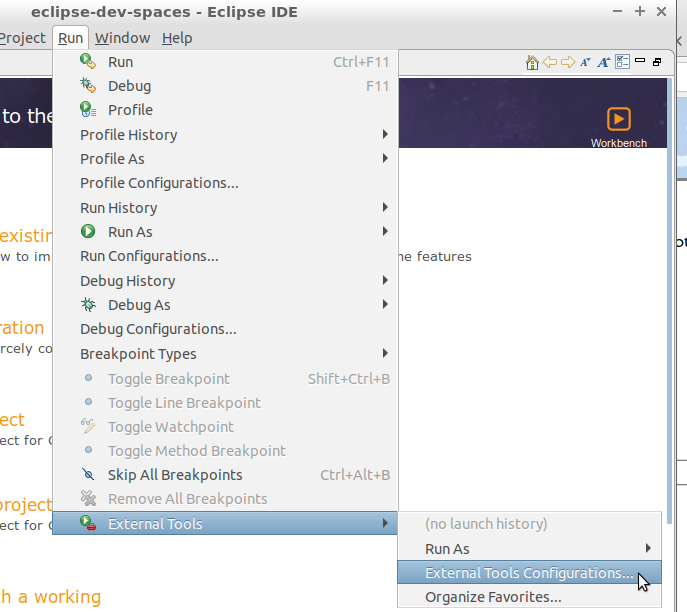 eclipse-dev-spaces - Eclipse IDE
Project Run Window Help
Run Ctrl+F11
Debug F11
Profile
to the
Workbench
Profile History
Profile As
Profile Configurations...
Run History
existin
Run As
w to im
Run Configurations...
he features
Debug History
Debug As
ration
Debug Configurations...
rcely co
Breakpoint Types
Toggle Breakpoint Shift+Ctrl+B
Toggle Line Breakpoint
ect
Toggle Watchpoint
ect for
Toggle Method Breakpoint
Skip All Breakpoints Ctrl+Alt+B
Remove All Breakpoints
project
ect for
External Tools
(no launch history)
Run As
External Tools Configurations...
Organize Favorites...
h a working